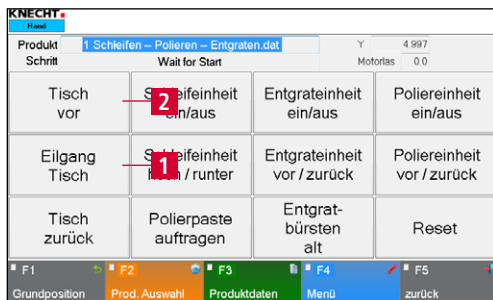 KNECHT
Hand
Produkt 1 Schleifen – Polieren – Entgraten.dat Y 4.997
Schritt Wait for Start Motorlas 0.0
Tisch vor
2
ein/aus
Entgrateinheit ein/aus
Poliereinheit ein/aus
Eilgang Tisch
1
/ runter
Entgrateinheit vor / zurück
Poliereinheit vor / zurück
Tisch zurück
Polierpaste auftragen
Entgrat-
bürsten
alt
Reset
F1 F2 F3 F4 F5
Grundposition Prod. Auswahl Produktdaten Menü zurück